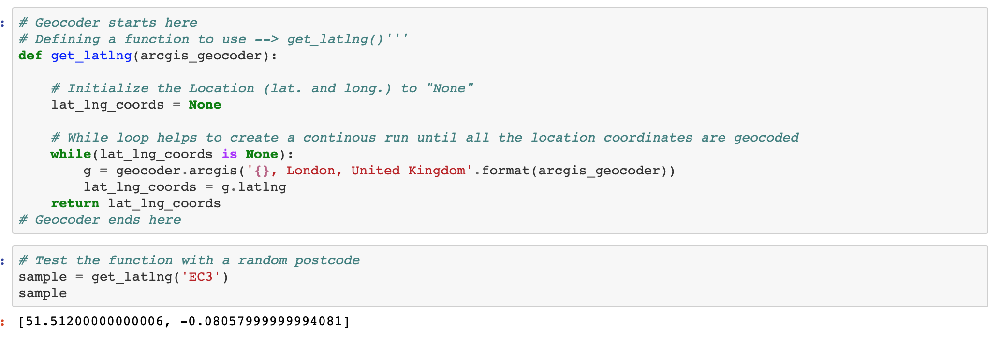 :
# Geocoder starts here
# Defining a function to use --> get_latlng()'''
def get_latlng(arcgis_geocoder):
    # Initialize the Location (lat. and long.) to "None"
    lat_lng_coords = None
    # While loop helps to create a continous run until all the location coordinates are geocoded
    while(lat_lng_coords is None):
        g = geocoder.arcgis('{}, London, United Kingdom'.format(arcgis_geocoder))
        lat_lng_coords = g.latlng
    return lat_lng_coords
# Geocoder ends here
:
# Test the function with a random postcode
sample = get_latlng('EC3')
sample
:
[51.51200000000006, -0.08057999999994081]